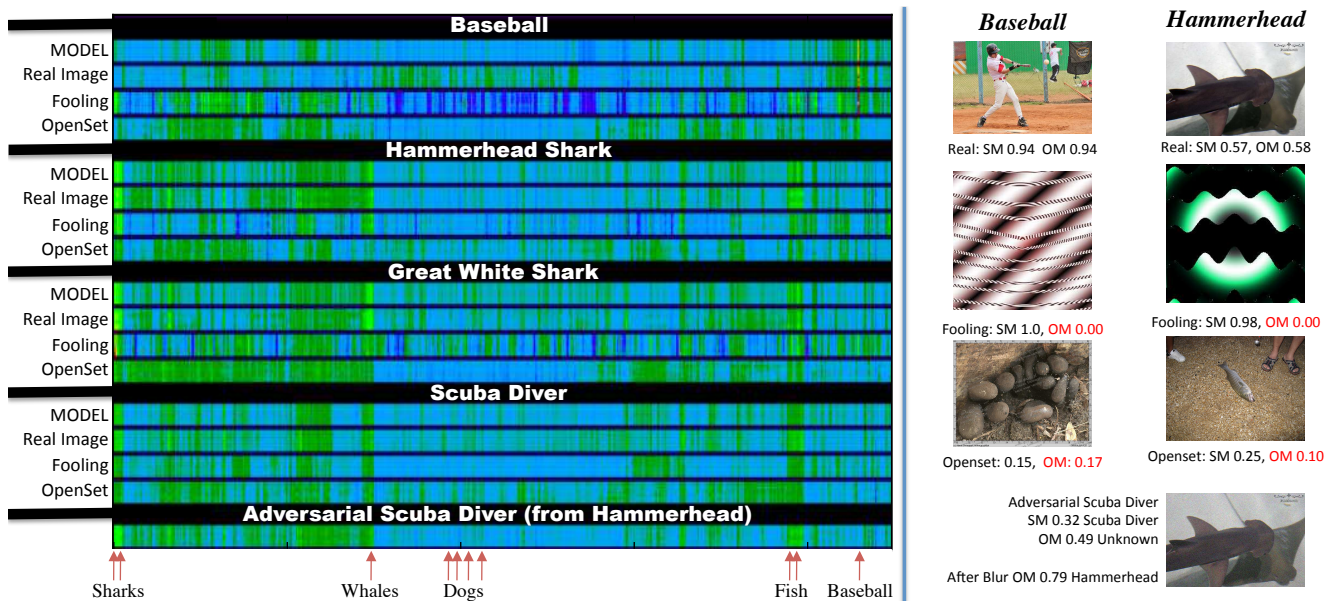 Baseball
MODEL
Real Image
Fooling
OpenSet
Hammerhead Shark
MODEL
Real Image
Fooling
OpenSet
Great White Shark
MODEL
Real Image
Fooling
OpenSet
Scuba Diver
MODEL
Real Image
Fooling
OpenSet
Adversarial Scuba Diver (from Hammerhead)
Sharks Whales Dogs Fish Baseball
Baseball Hammerhead
Real: SM 0.94 OM 0.94 Real: SM 0.57, OM 0.58
Fooling: SM 1.0, OM 0.00 Fooling: SM 0.98, OM 0.00
Openset: 0.15, OM: 0.17 Openset: SM 0.25, OM 0.10
Adversarial Scuba Diver
SM 0.32 Scuba Diver
OM 0.49 Unknown
After Blur OM 0.79 Hammerhead